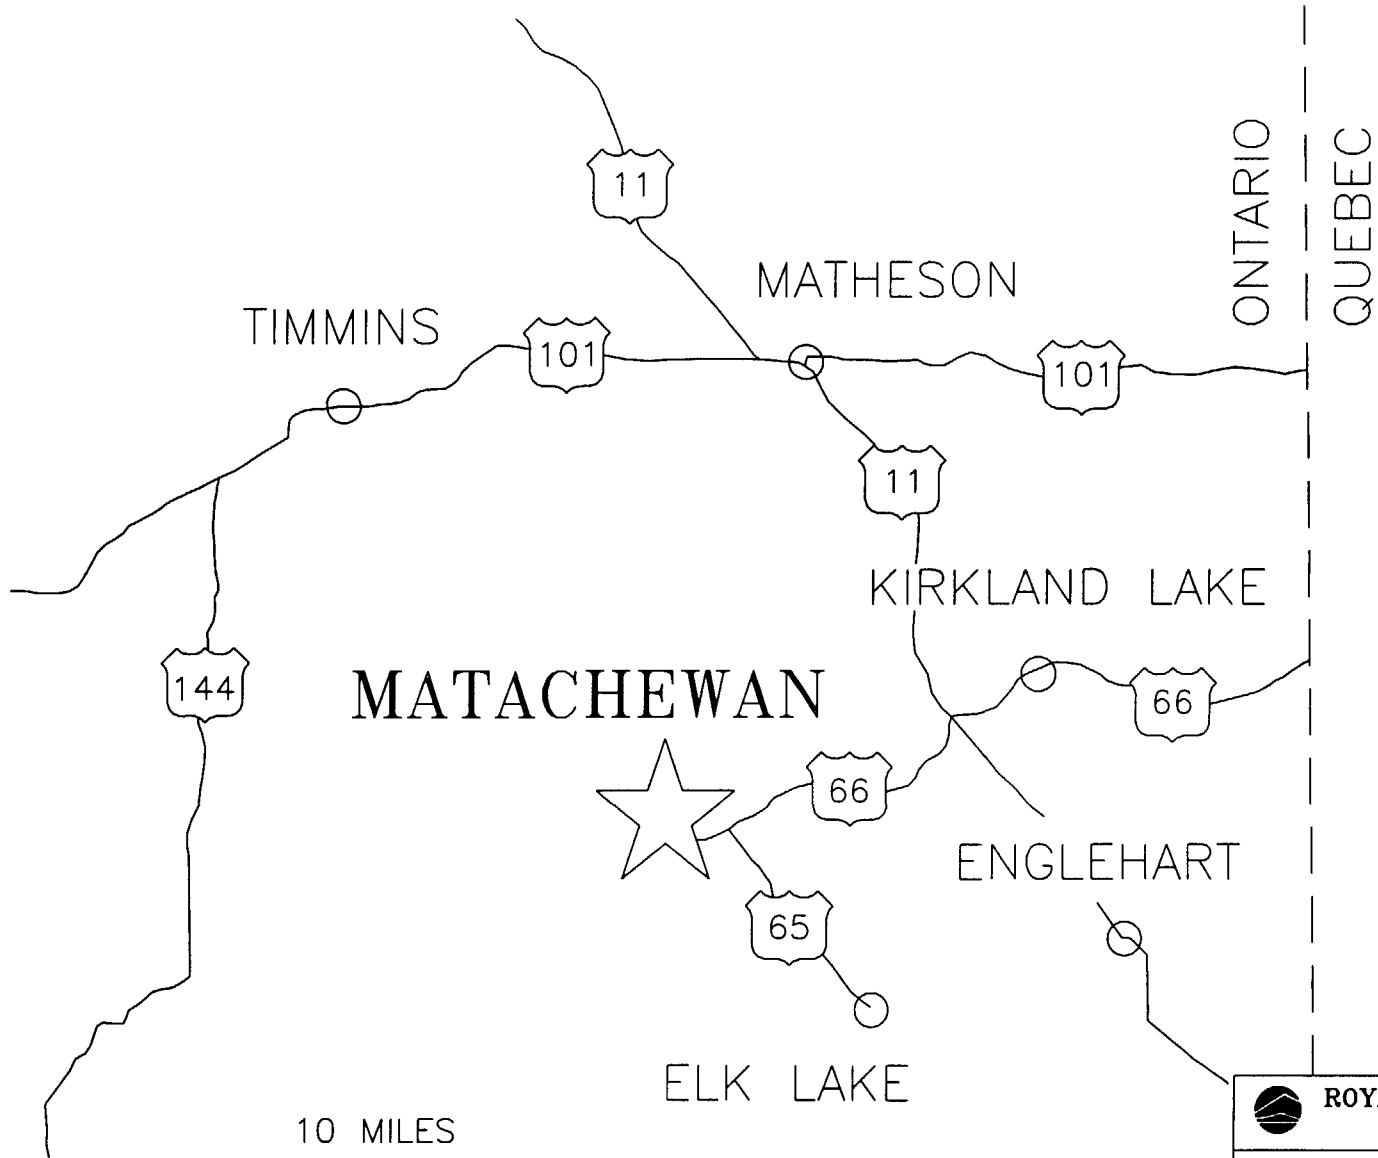 11
ONTARIO
QUEBEC
MATHESON
TIMMINS
101
101
11
KIRKLAND LAKE
144
MATACHEWAN
66
66
ENGLEHART
65
ELK LAKE
10 MILES